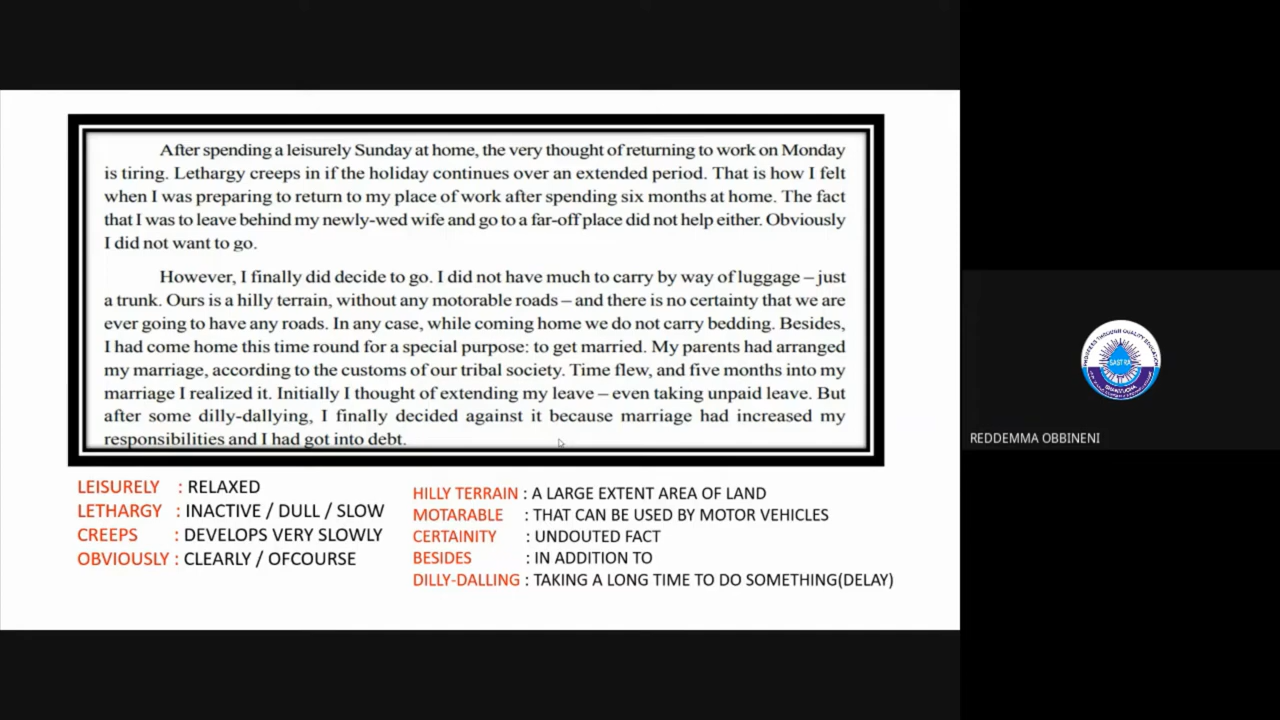 After spending a leisurely Sunday at home, the very thought of returning to work on Monday
is tiring. Lethargy creeps in if the holiday continues over an extended period. That is how I felt
when I was preparing to return to my place of work after spending six months at home. The fact
that I was to leave behind my newly-wed wife and go to a far-off place did not help either. Obviously
I did not want to go.
However, I finally did decide to go. I did not have much to carry by way of luggage – just
a trunk. Ours is a hilly terrain, without any motorable roads – and there is no certainty that we are
ever going to have any roads. In any case, while coming home we do not carry bedding. Besides,
I had come home this time round for a special purpose: to get married. My parents had arranged
my marriage, according to the customs of our tribal society. Time flew, and five months into my
marriage I realized it. Initially I thought of extending my leave – even taking unpaid leave. But
after some dilly-dallying, I finally decided against it because marriage had increased my
responsibilities and I had got into debt.
LEISURELY : RELAXED
LETHARGY : INACTIVE / DULL / SLOW
CREEPS : DEVELOPS VERY SLOWLY
OBVIOUSLY : CLEARLY / OFCOURSE
HILLY TERRAIN : A LARGE EXTENT AREA OF LAND
MOTARABLE : THAT CAN BE USED BY MOTOR VEHICLES
CERTAINITY : UNDOUTED FACT
BESIDES : IN ADDITION TO
DILLY-DALLING : TAKING A LONG TIME TO DO SOMETHING(DELAY)
SASTRA
REDDEMMA OBBINENI